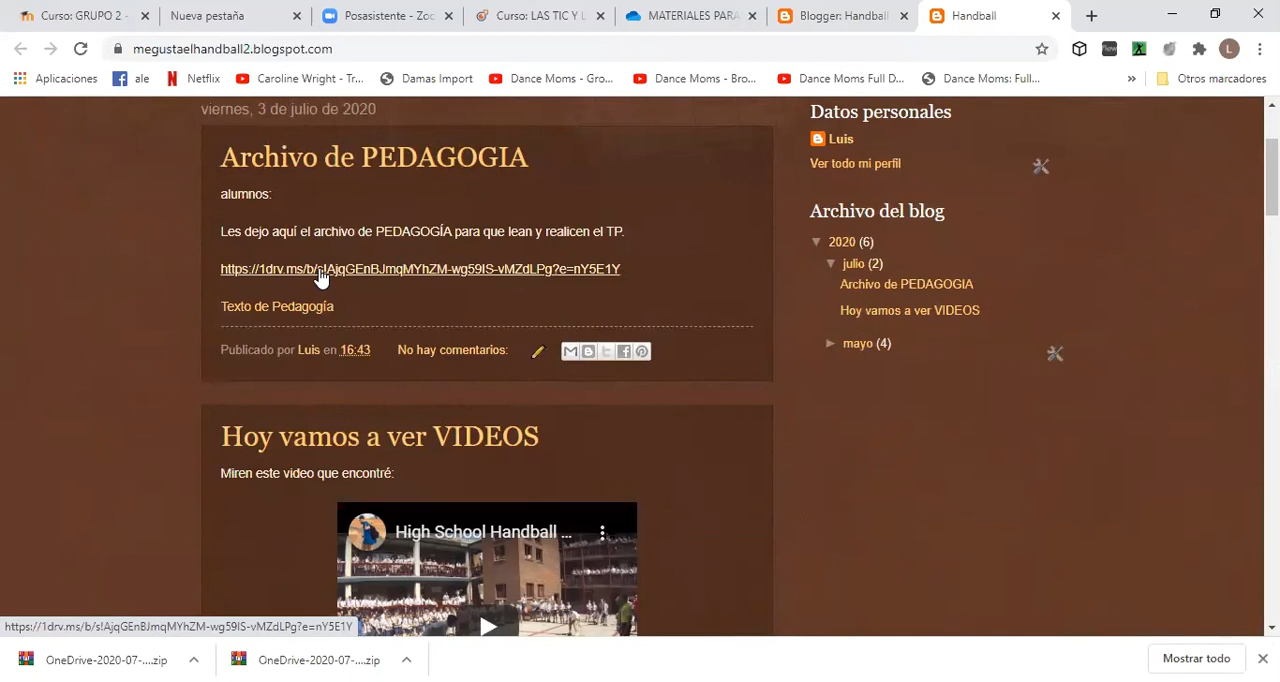 Curso: GRUPO 2 -
Nueva pestaña
Posasistente - Zoc
Curso: LAS TIC Y L
MATERIALES PARA
Blogger: Handball
Handball
megustaelhandball2.blogspot.com
L
Aplicaciones
ale
Netflix
Caroline Wright - Tr...
Damas Import
Dance Moms - Gro...
Dance Moms - Bro...
Dance Moms Full D...
Dance Moms: Full...
»
Otros marcadores
viernes, 3 de julio de 2020
Archivo de PEDAGOGIA
alumnos:
Les dejo aquí el archivo de PEDAGOGÍA para que lean y realicen el TP.
https://1drv.ms/b/s!AjqGEnBJmqMYhZM-wg59IS-vMZdLPg?e=nY5E1Y
Texto de Pedagogía
Publicado por Luis en 16:43 No hay comentarios:
Hoy vamos a ver VIDEOS
Miren este video que encontré:
High School Handball ...
Datos personales
Luis
Ver todo mi perfil
Archivo del blog
▼ 2020 (6)
▼ julio (2)
Archivo de PEDAGOGIA
Hoy vamos a ver VIDEOS
► mayo (4)
https://1drv.ms/b/s!AjqGEnBJmqMYhZM-wg59IS-vMZdLPg?e=nY5E1Y
OneDrive-2020-07-....zip
OneDrive-2020-07-....zip
Mostrar todo